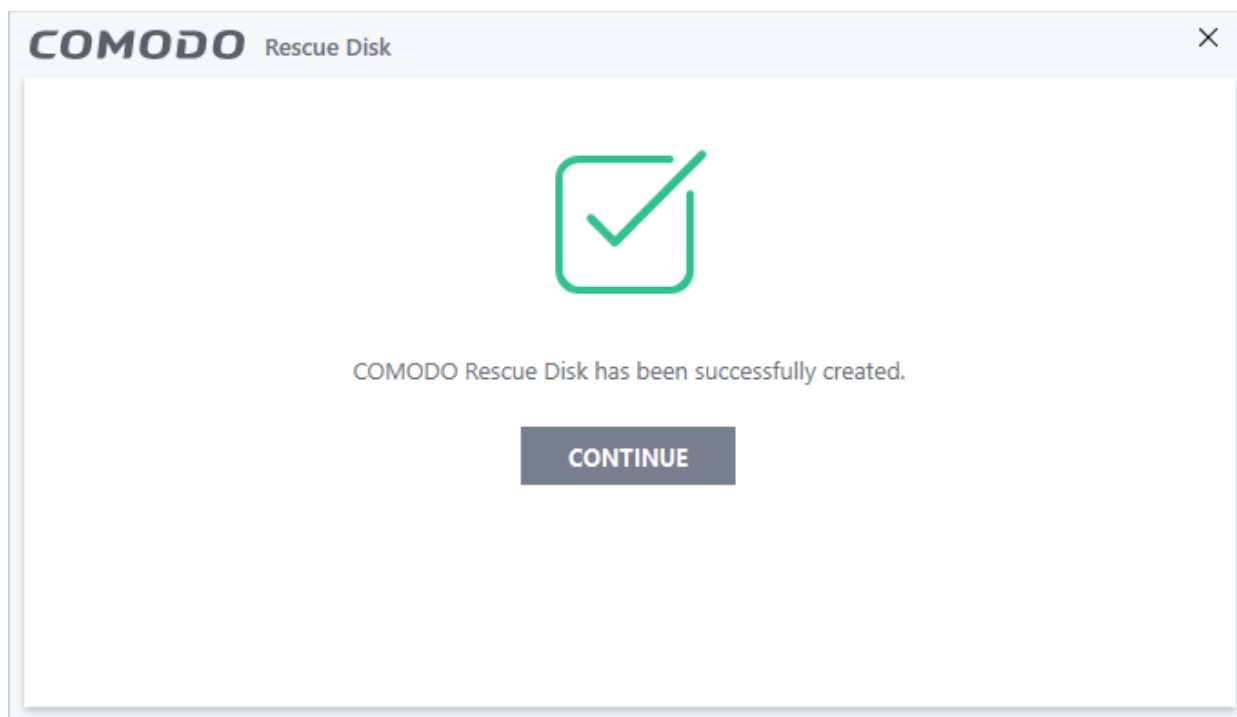 COMODO Rescue Disk
COMODO Rescue Disk has been successfully created.
CONTINUE